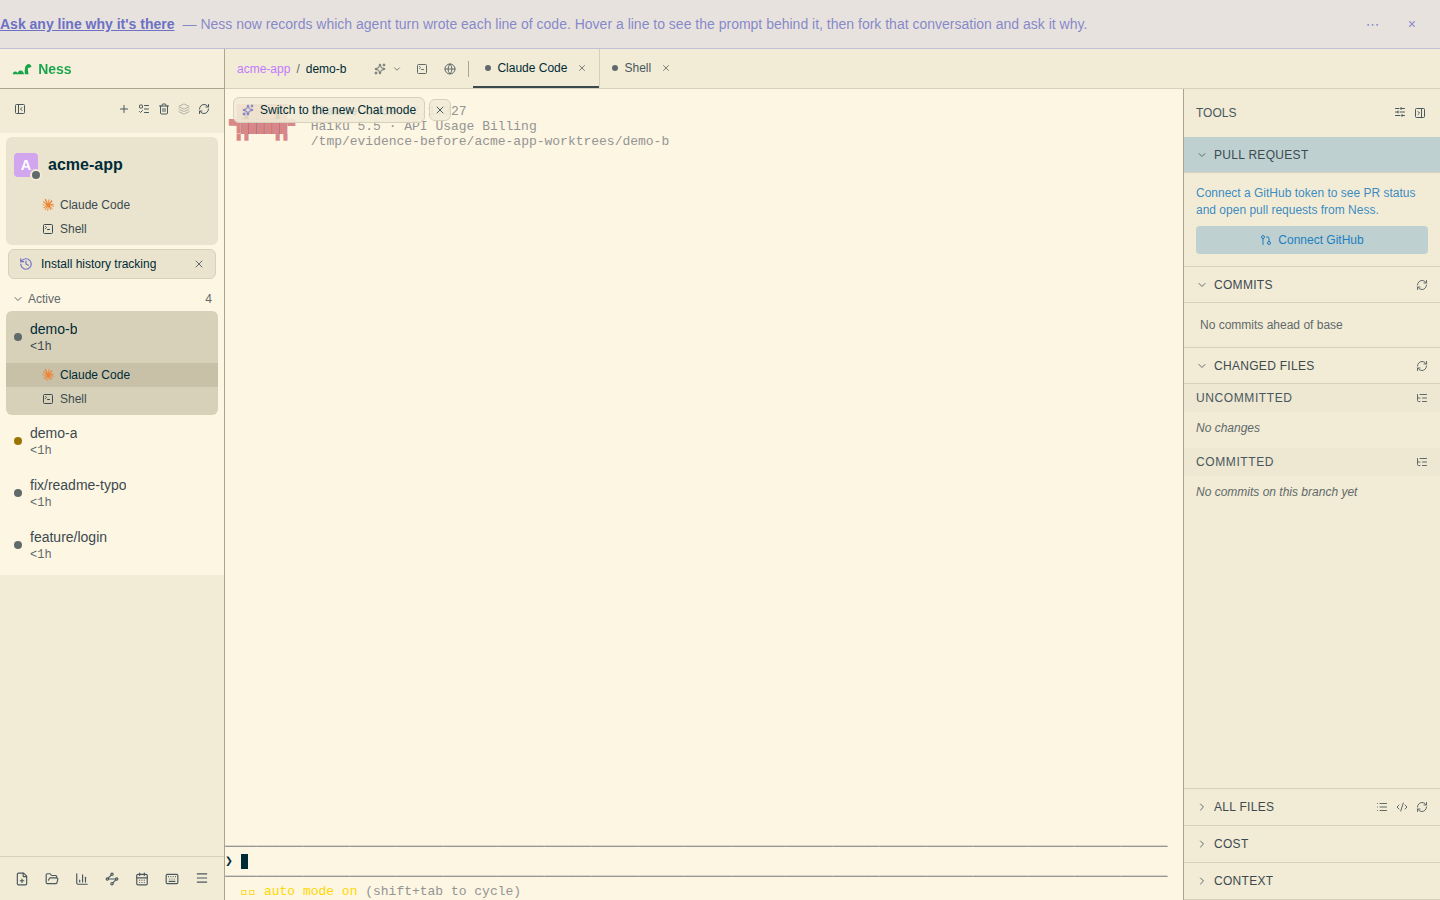 Ask any line why it's there — Ness now records which agent turn wrote each line of code. Hover a line to see the prompt behind it, then fork that conversation and ask it why.
Ness
acme-app / demo-b
Claude Code
Shell
A
acme-app
Claude Code
Shell
Install history tracking
Active 4
demo-b
<1h
Claude Code
Shell
demo-a
<1h
fix/readme-typo
<1h
feature/login
<1h
Switch to the new Chat mode
27
Haiku 5.5 · API Usage Billing
/tmp/evidence-before/acme-app-worktrees/demo-b
❯
auto mode on (shift+tab to cycle)
TOOLS
PULL REQUEST
Connect a GitHub token to see PR status
and open pull requests from Ness.
Connect GitHub
COMMITS
No commits ahead of base
CHANGED FILES
UNCOMMITTED
No changes
COMMITTED
No commits on this branch yet
ALL FILES
COST
CONTEXT